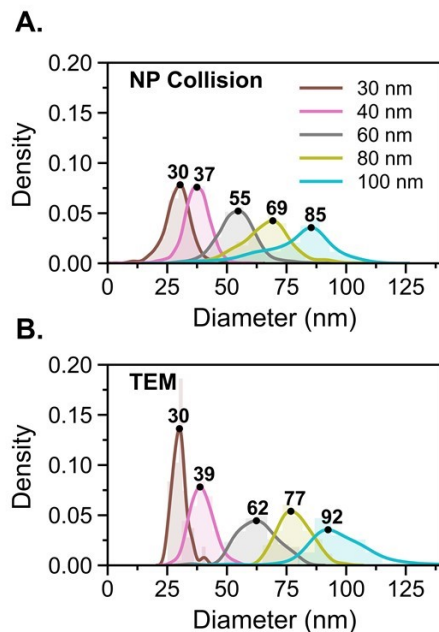 A.
NP Collision
30 nm
40 nm
60 nm
80 nm
100 nm
0.20
0.15
0.10
0.05
0.00
Density
30 37 55 69 85
0 25 50 75 100 125
Diameter (nm)
B.
TEM
0.20
0.15
0.10
0.05
0.00
Density
30 39 62 77 92
0 25 50 75 100 125
Diameter (nm)